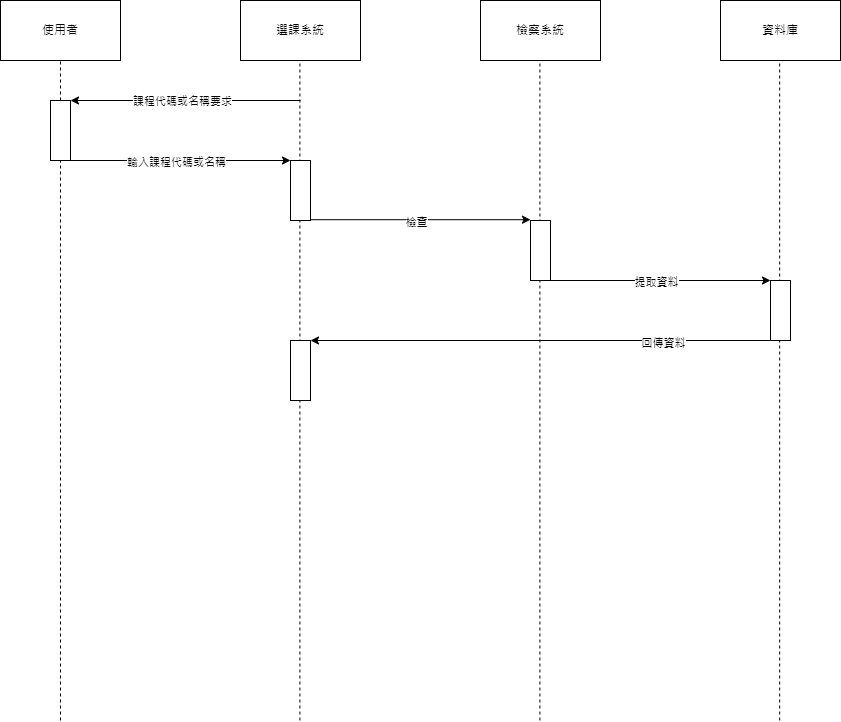 使用者
選課系統
檢察系統
資料庫
課程代碼或名稱要求
輸入課程代碼或名稱
檢查
提取資料
回傳資料